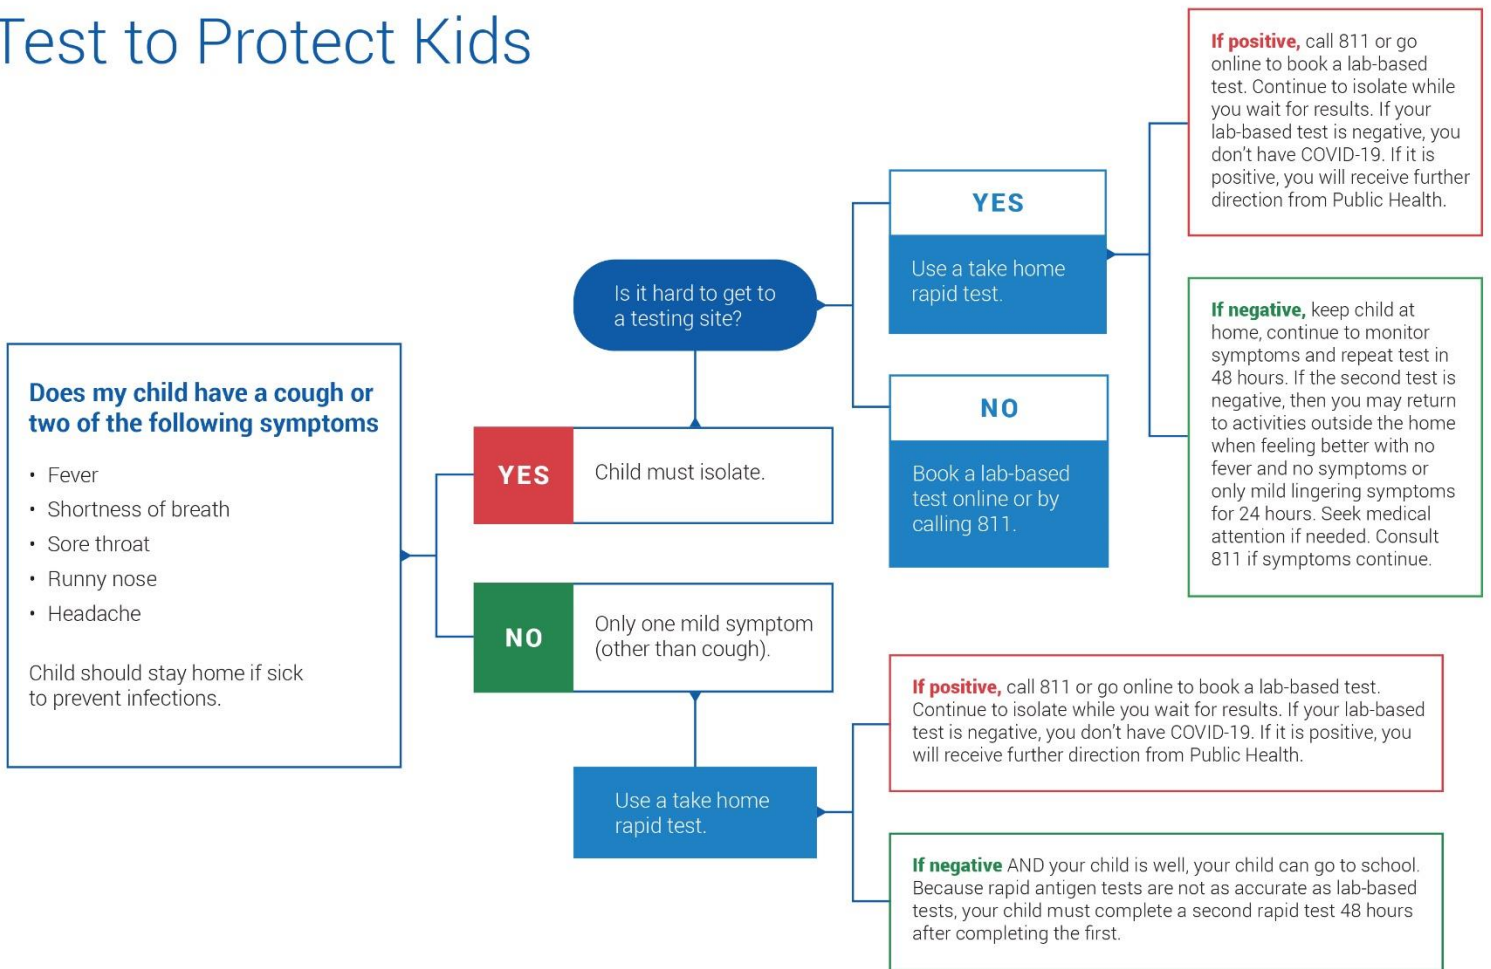 Test to Protect Kids
Does my child have a cough or
two of the following symptoms
• Fever
• Shortness of breath
• Sore throat
• Runny nose
• Headache
Child should stay home if sick
to prevent infections.
YES
Child must isolate.
Is it hard to get to
a testing site?
YES
Use a take home
rapid test.
If positive, call 811 or go
online to book a lab-based
test. Continue to isolate while
you wait for results. If your
lab-based test is negative, you
don’t have COVID-19. If it is
positive, you will receive further
direction from Public Health.
If negative, keep child at
home, continue to monitor
symptoms and repeat test in
48 hours. If the second test is
negative, then you may return
to activities outside the home
when feeling better with no
fever and no symptoms or
only mild lingering symptoms
for 24 hours. Seek medical
attention if needed. Consult
811 if symptoms continue.
NO
Book a lab-based
test online or by
calling 811.
NO
Only one mild symptom
(other than cough).
Use a take home
rapid test.
If positive, call 811 or go online to book a lab-based test.
Continue to isolate while you wait for results. If your lab-based
test is negative, you don’t have COVID-19. If it is positive, you
will receive further direction from Public Health.
If negative AND your child is well, your child can go to school.
Because rapid antigen tests are not as accurate as lab-based
tests, your child must complete a second rapid test 48 hours
after completing the first.